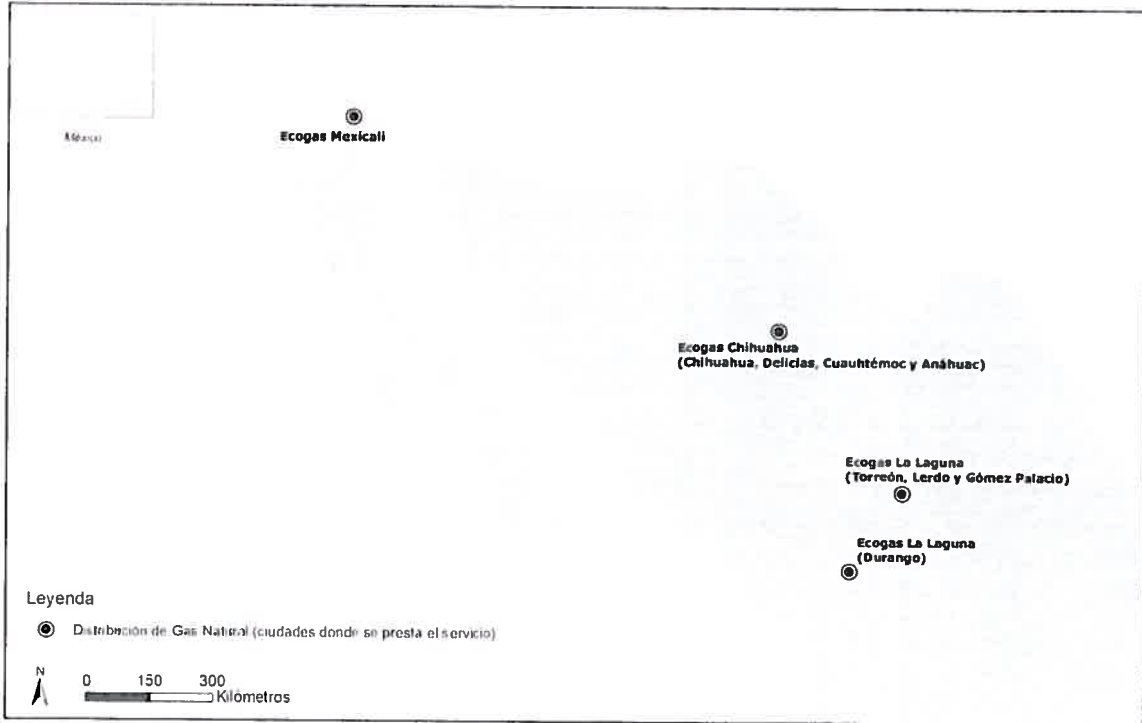 México
Ecogas Mexicali
Ecogas Chihuahua
(Chihuahua, Delicias, Cuauhtémoc y Anáhuac)
Ecogas La Laguna
(Torreón, Lerdo y Gómez Palacio)
Ecogas La Laguna
(Durango)
Leyenda
Distribución de Gas Natural (ciudades donde se presta el servicio)
N
0 150 300
Kilómetros